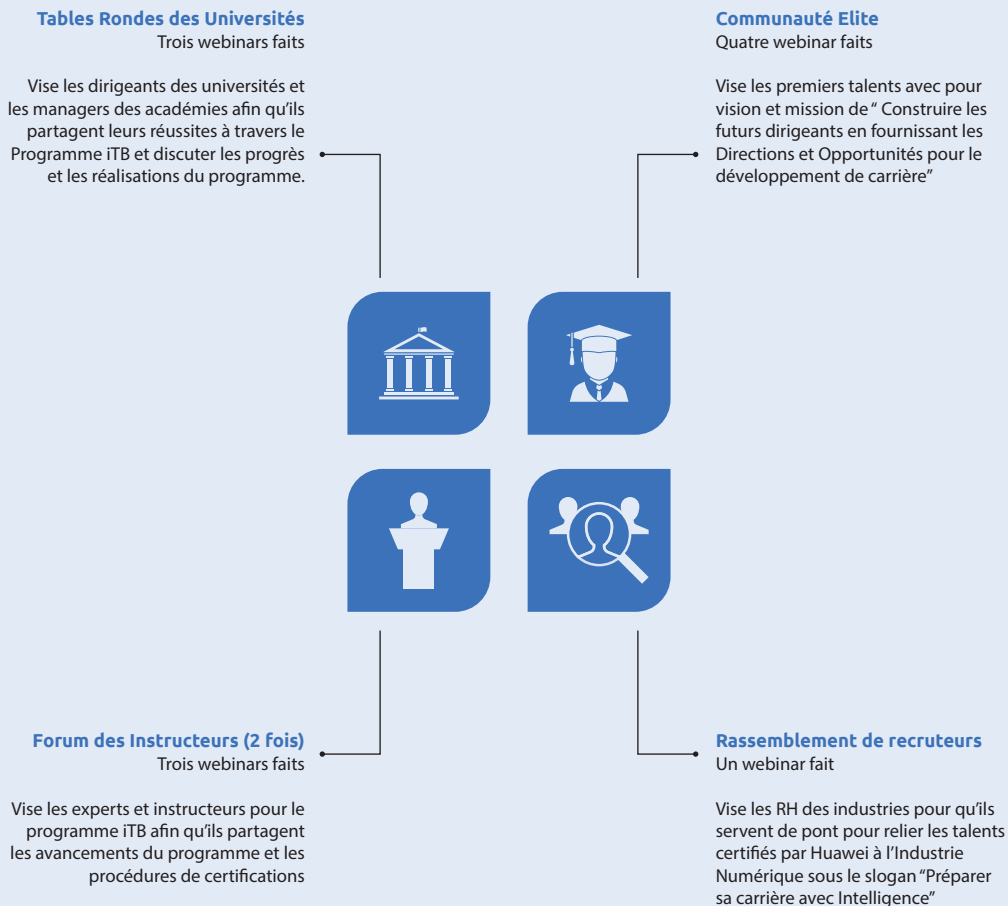 Tables Rondes des Universités
Trois webinars faits
Vise les dirigeants des universités et
les managers des académies afin qu'ils
partagent leurs réussites à travers le
Programme iTB et discuter les progrès
et les réalisations du programme.
Communauté Elite
Quatre webinar faits
Vise les premiers talents avec pour
vision et mission de “ Construire les
futurs dirigeants en fournissant les
Directions et Opportunités pour le
développement de carrière”
Forum des Instructeurs (2 fois)
Trois webinars faits
Vise les experts et instructeurs pour le
programme iTB afin qu'ils partagent
les avancements du programme et les
procédures de certifications
Rassemblement de recruteurs
Un webinar fait
Vise les RH des industries pour qu'ils
servent de pont pour relier les talents
certifiés par Huawei à l'Industrie
Numérique sous le slogan “Préparer
sa carrière avec Intelligence”